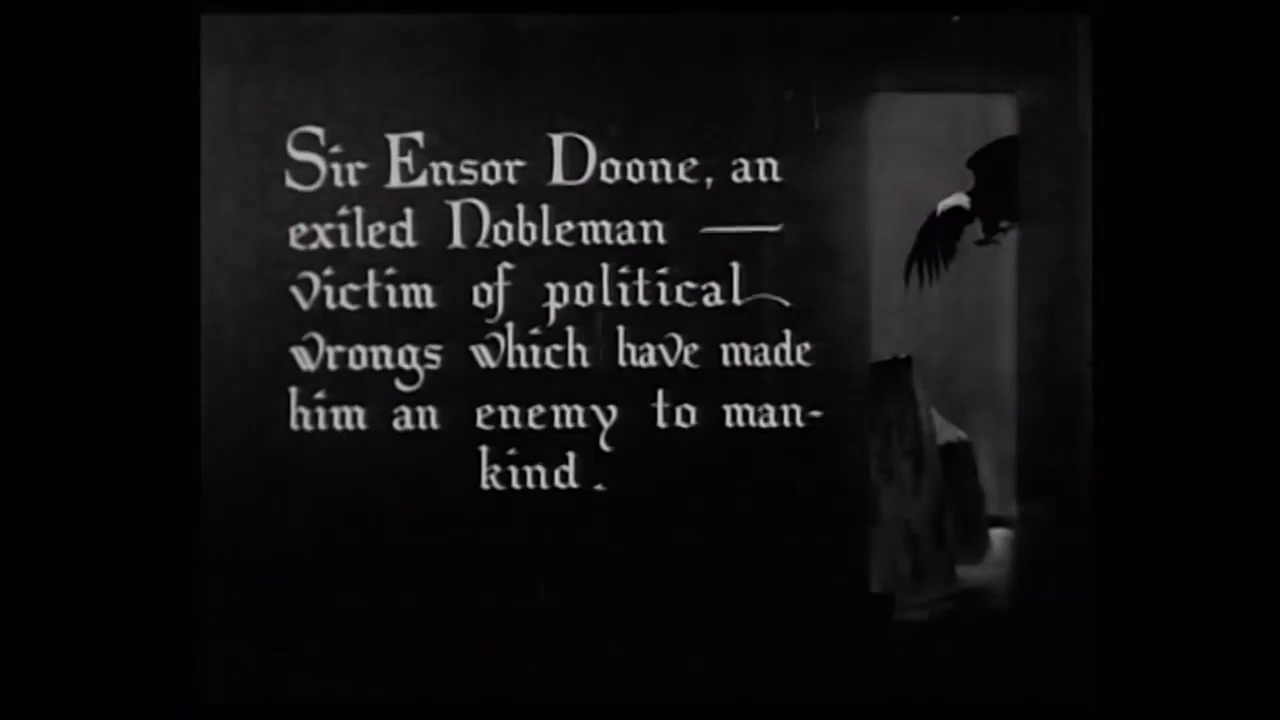 Sir Ensor Doone, an
exiled Nobleman —
victim of political
wrongs which have made
him an enemy to man-
kind.